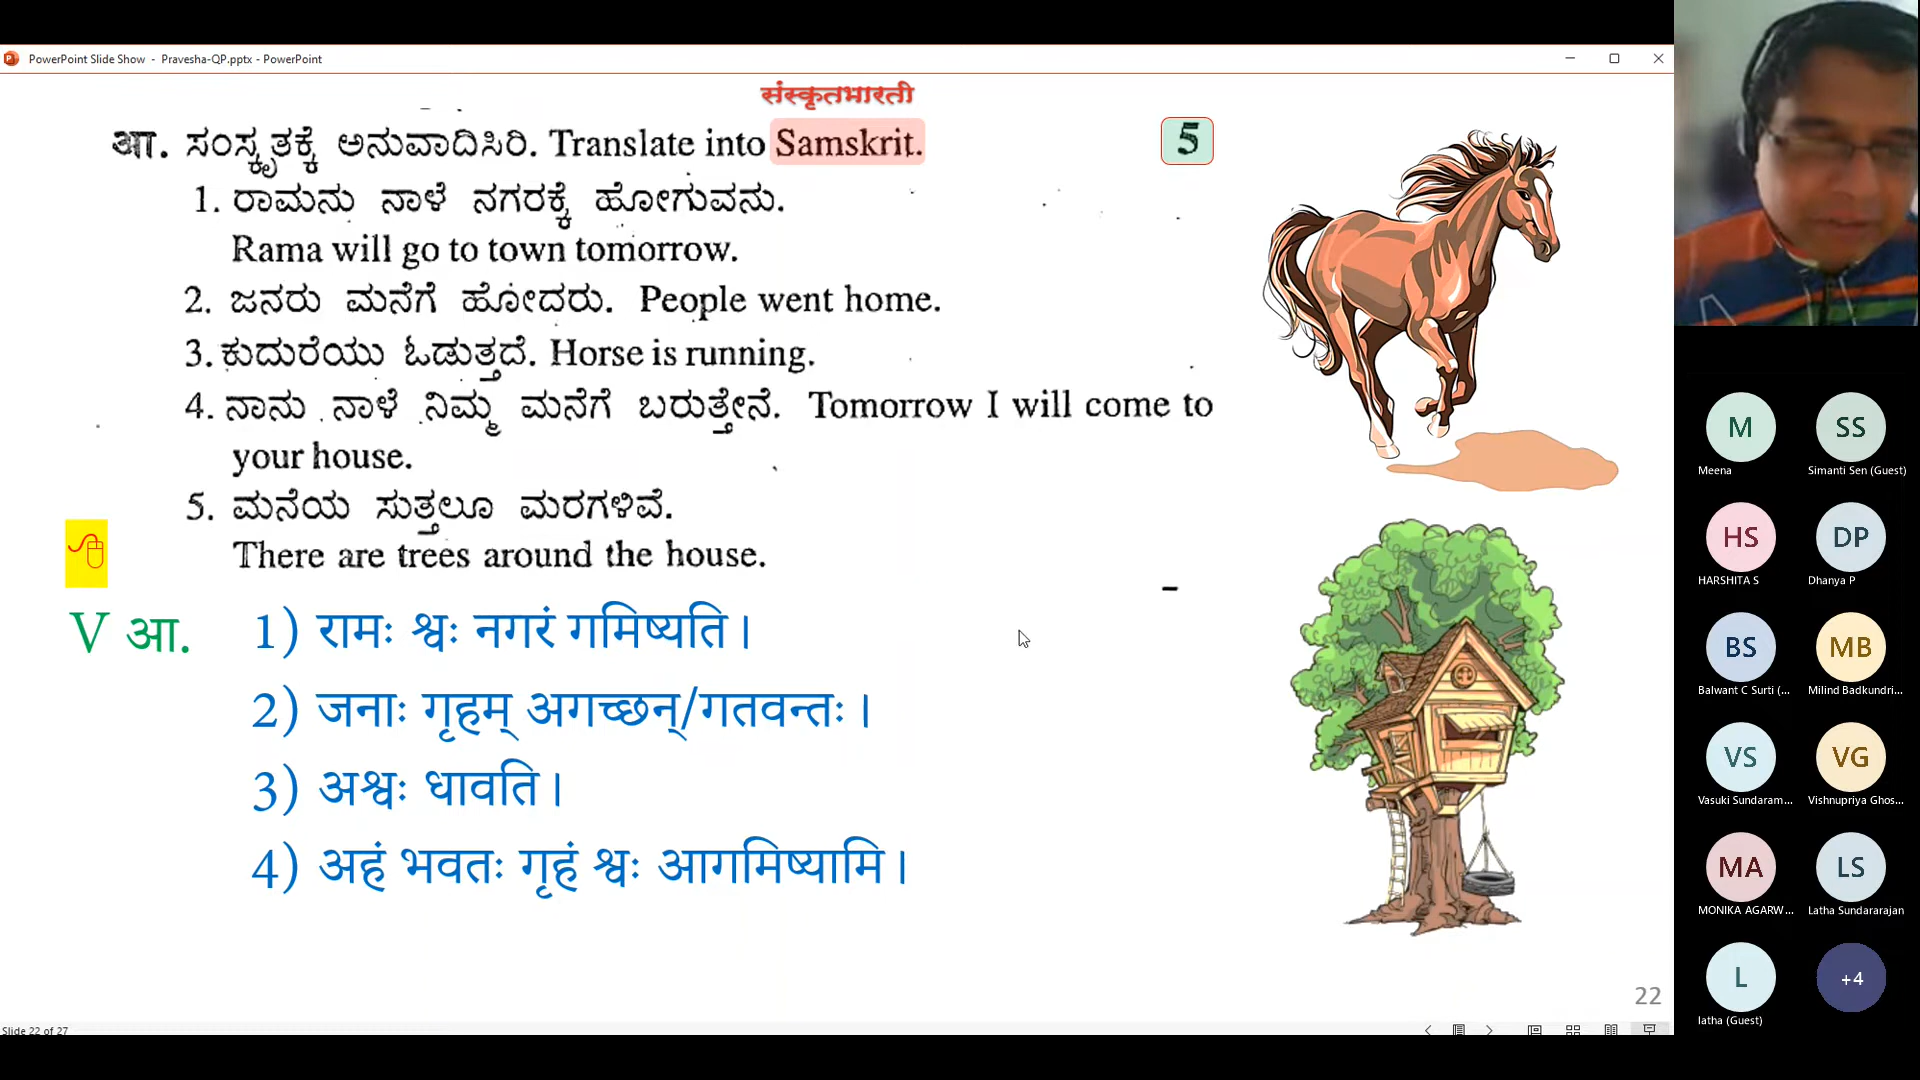 PowerPoint Slide Show - Pravesha-QP.pptx - PowerPoint
संस्कृतभारती
आ. ಸಂಸ್ಕೃತಕ್ಕೆ ಅನುವಾದಿಸಿರಿ. Translate into Samskrit. 5
1. ರಾಮನು ನಾಳೆ ನಗರಕ್ಕೆ ಹೋಗುವನು.
Rama will go to town tomorrow.
2. ಜನರು ಮನೆಗೆ ಹೋದರು. People went home.
3. ಕುದುರೆಯು ಓಡುತ್ತದೆ. Horse is running.
4. ನಾನು ನಾಳೆ ನಿಮ್ಮ ಮನೆಗೆ ಬರುತ್ತೇನೆ. Tomorrow I will come to
your house.
5. ಮನೆಯ ಸುತ್ತಲೂ ಮರಗಳಿವೆ.
There are trees around the house.
V आ. 1) रामः श्वः नगरं गमिष्यति।
2) जनाः गृहम् अगच्छन्/गतवन्तः।
3) अश्वः धावति।
4) अहं भवतः गृहं श्वः आगमिष्यामि।
22
Slide 22 of 27
M SS
Meena Simanti Sen (Guest)
HS DP
HARSHITA S Dhanya P
BS MB
Balwant C Surti (... Milind Badkundri...
VS VG
Vasuki Sundaram... Vishnupriya Ghos...
MA LS
MONIKA AGARW... Latha Sundararajan
L +4
latha (Guest)